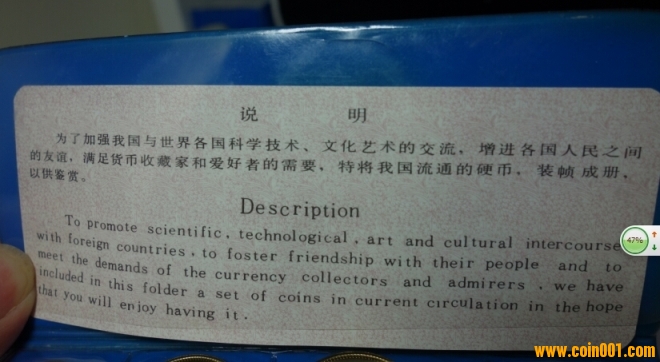 说 明
为了加强我国与世界各国科学技术、文化艺术的交流，增进各国人民之间
的友谊，满足货币收藏家和爱好者的需要，特将我国流通的硬币，装帧成册，
以供鉴赏。
Description
To promote scientific, technological, art and cultural intercourse
with foreign countries, to foster friendship with their people and to
meet the demands of the currency collectors and admirers, we have
included in this folder a set of coins in current circulation in the hope
that you will enjoy having it.
47%
www.coin001.com